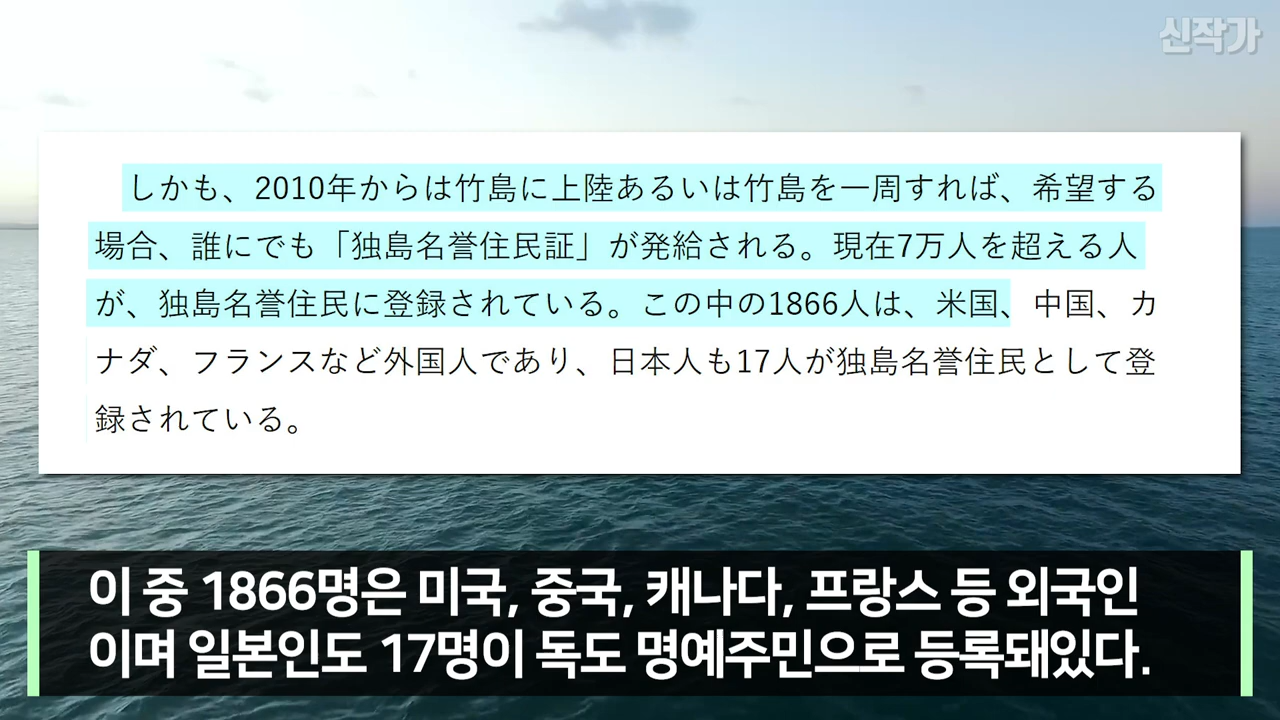 신작가
しかも、2010年からは竹島に上陸あるいは竹島を一周すれば、希望する
場合、誰にでも「独島名誉住民証」が発給される。現在7万人を超える人
が、独島名誉住民に登録されている。この中の1866人は、米国、中国、カ
ナダ、フランスなど外国人であり、日本人も17人が独島名誉住民として登
録されている。
이 중 1866명은 미국, 중국, 캐나다, 프랑스 등 외국인
이며 일본인도 17명이 독도 명예주민으로 등록돼있다.